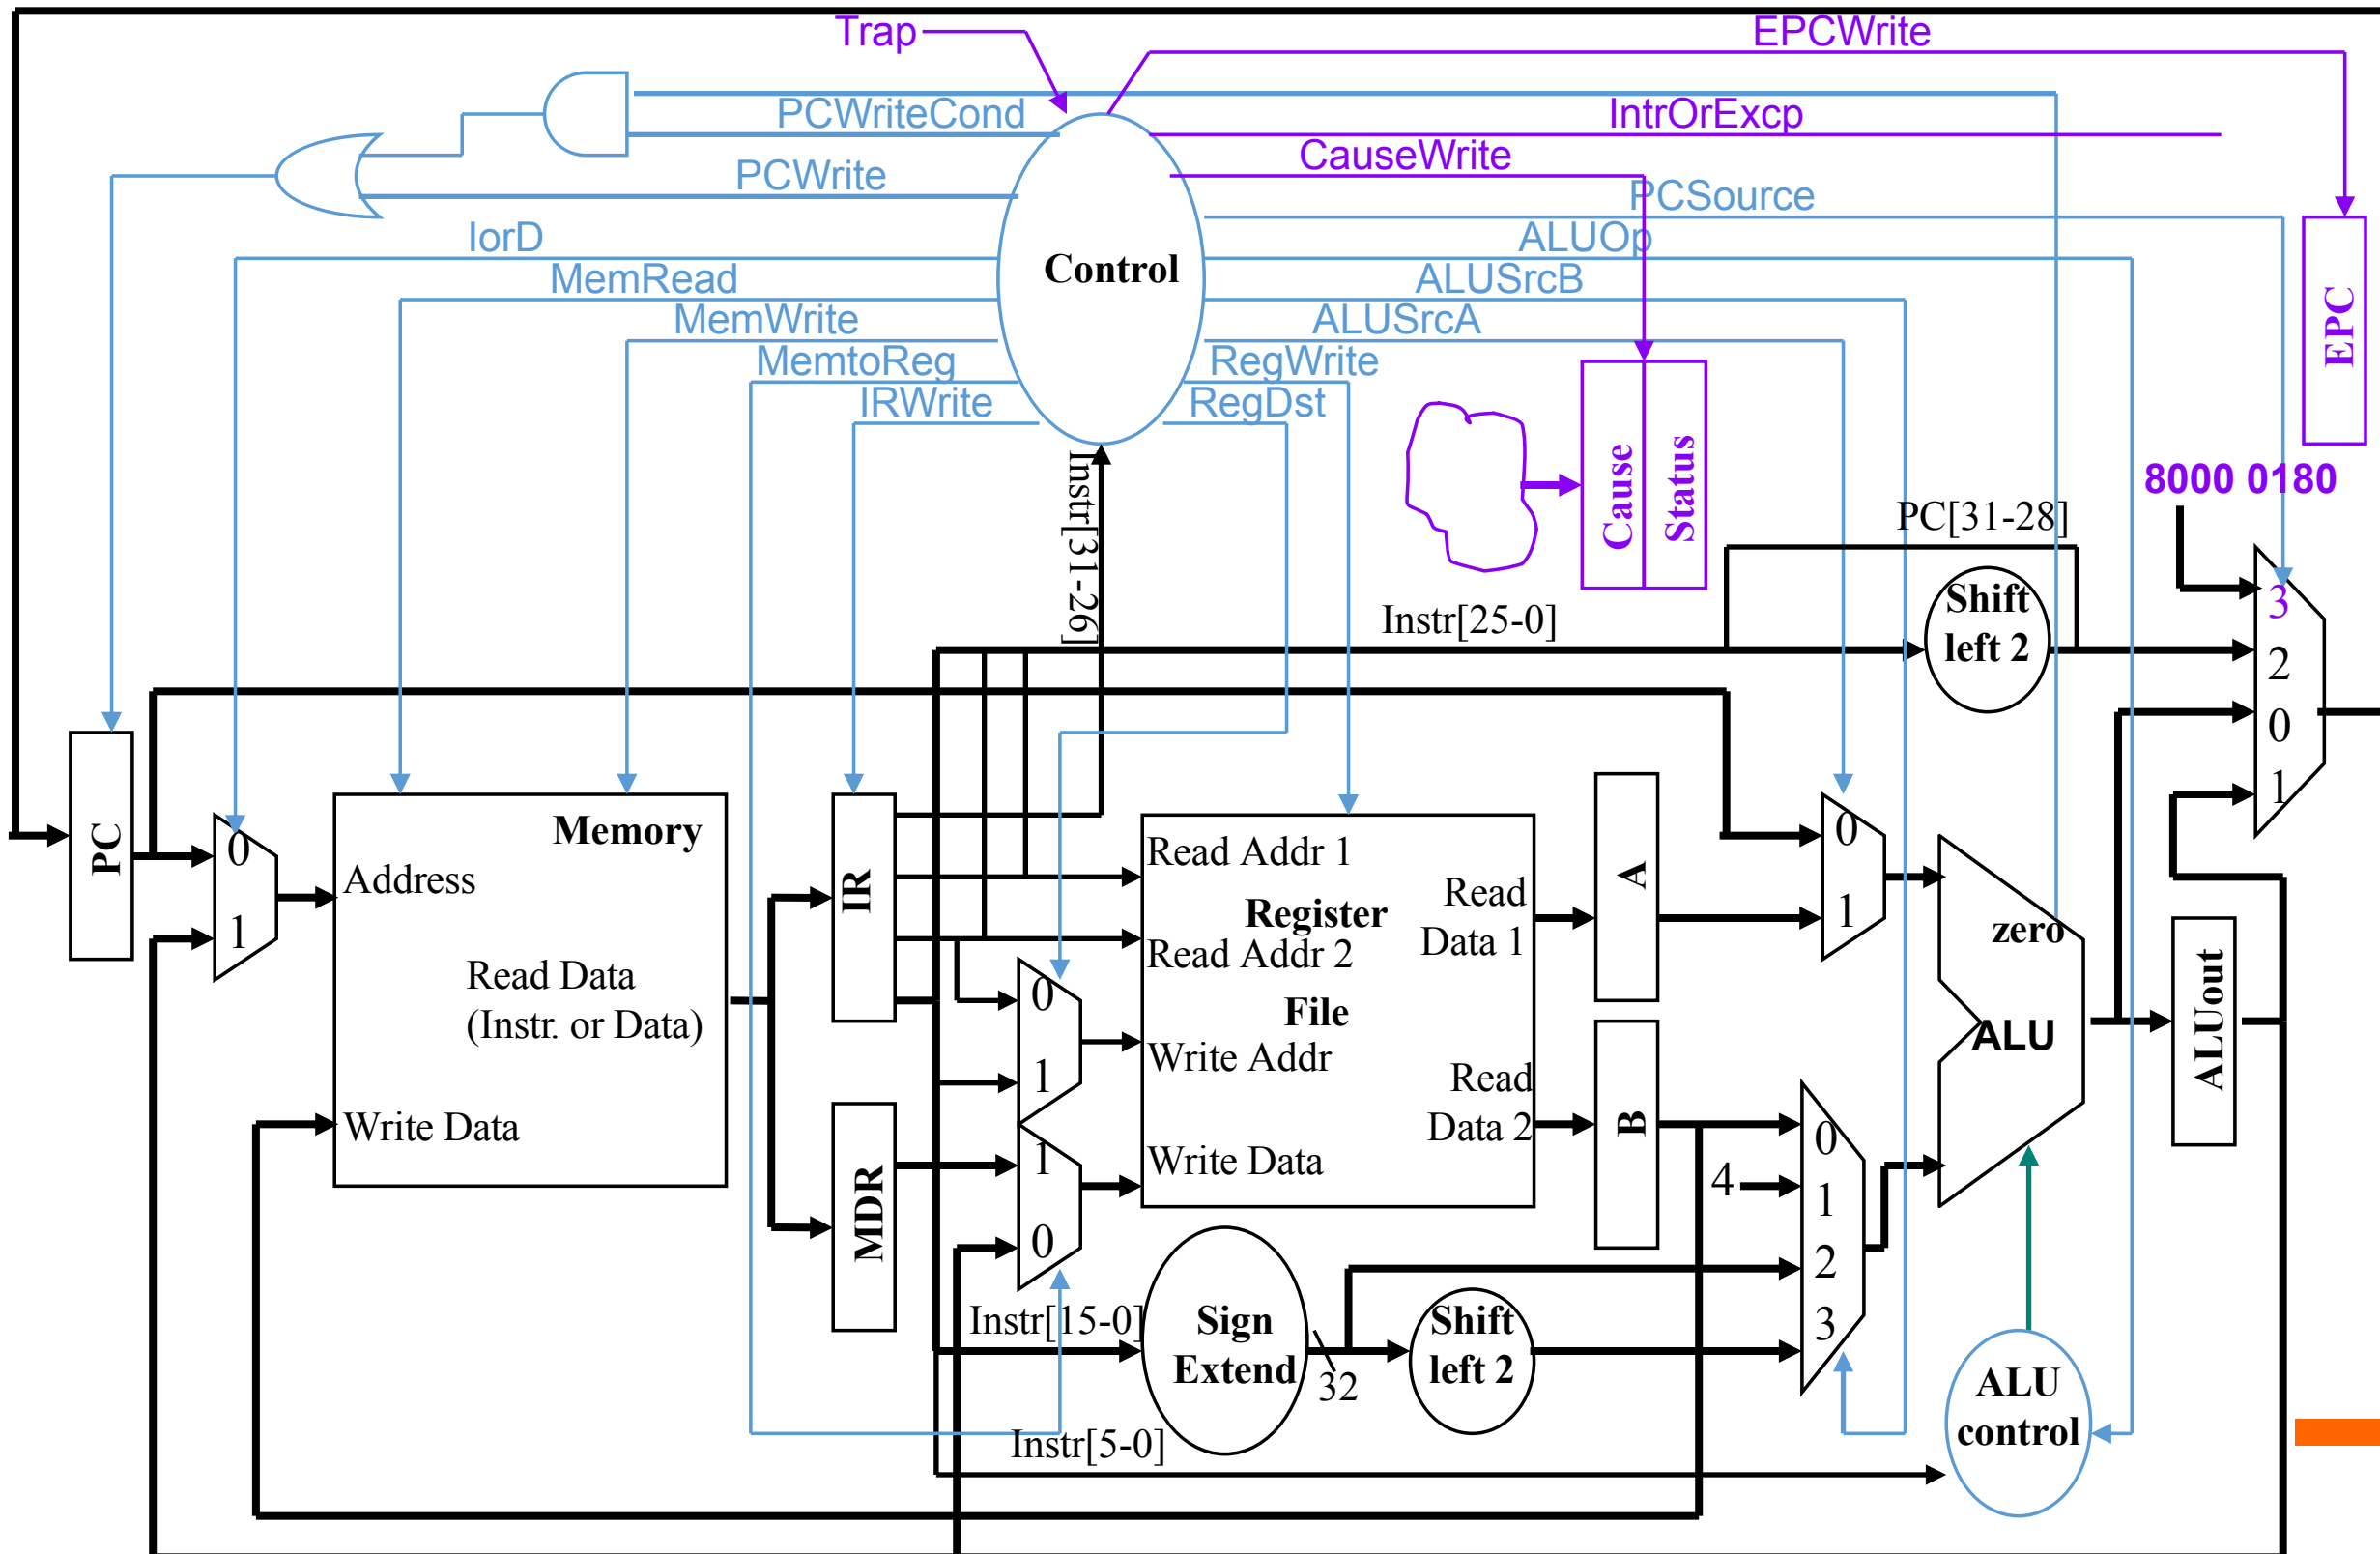 Trap
EPCWrite
PCWriteCond
IntrOrExcp
CauseWrite
PCWrite
PCSource
IorD
ALUOp
Control
MemRead
ALUSrcB
MemWrite
ALUSrcA
MemtoReg
RegWrite
IRWrite
RegDst
EPC
Cause
Status
8000 0180
Instr[31-26]
PC[31-28]
Instr[25-0]
Shift
left 2
3
2
0
1
PC
0
1
Memory
Address
Read Data
(Instr. or Data)
Write Data
IR
MDR
0
1
1
0
Read Addr 1
Register
Read Addr 2
File
Write Addr
Write Data
Read
Data 1
Read
Data 2
A
B
0
1
zero
ALU
ALUout
4
0
1
2
3
Instr[15-0]
Sign
Extend
32
Shift
left 2
ALU
control
Instr[5-0]